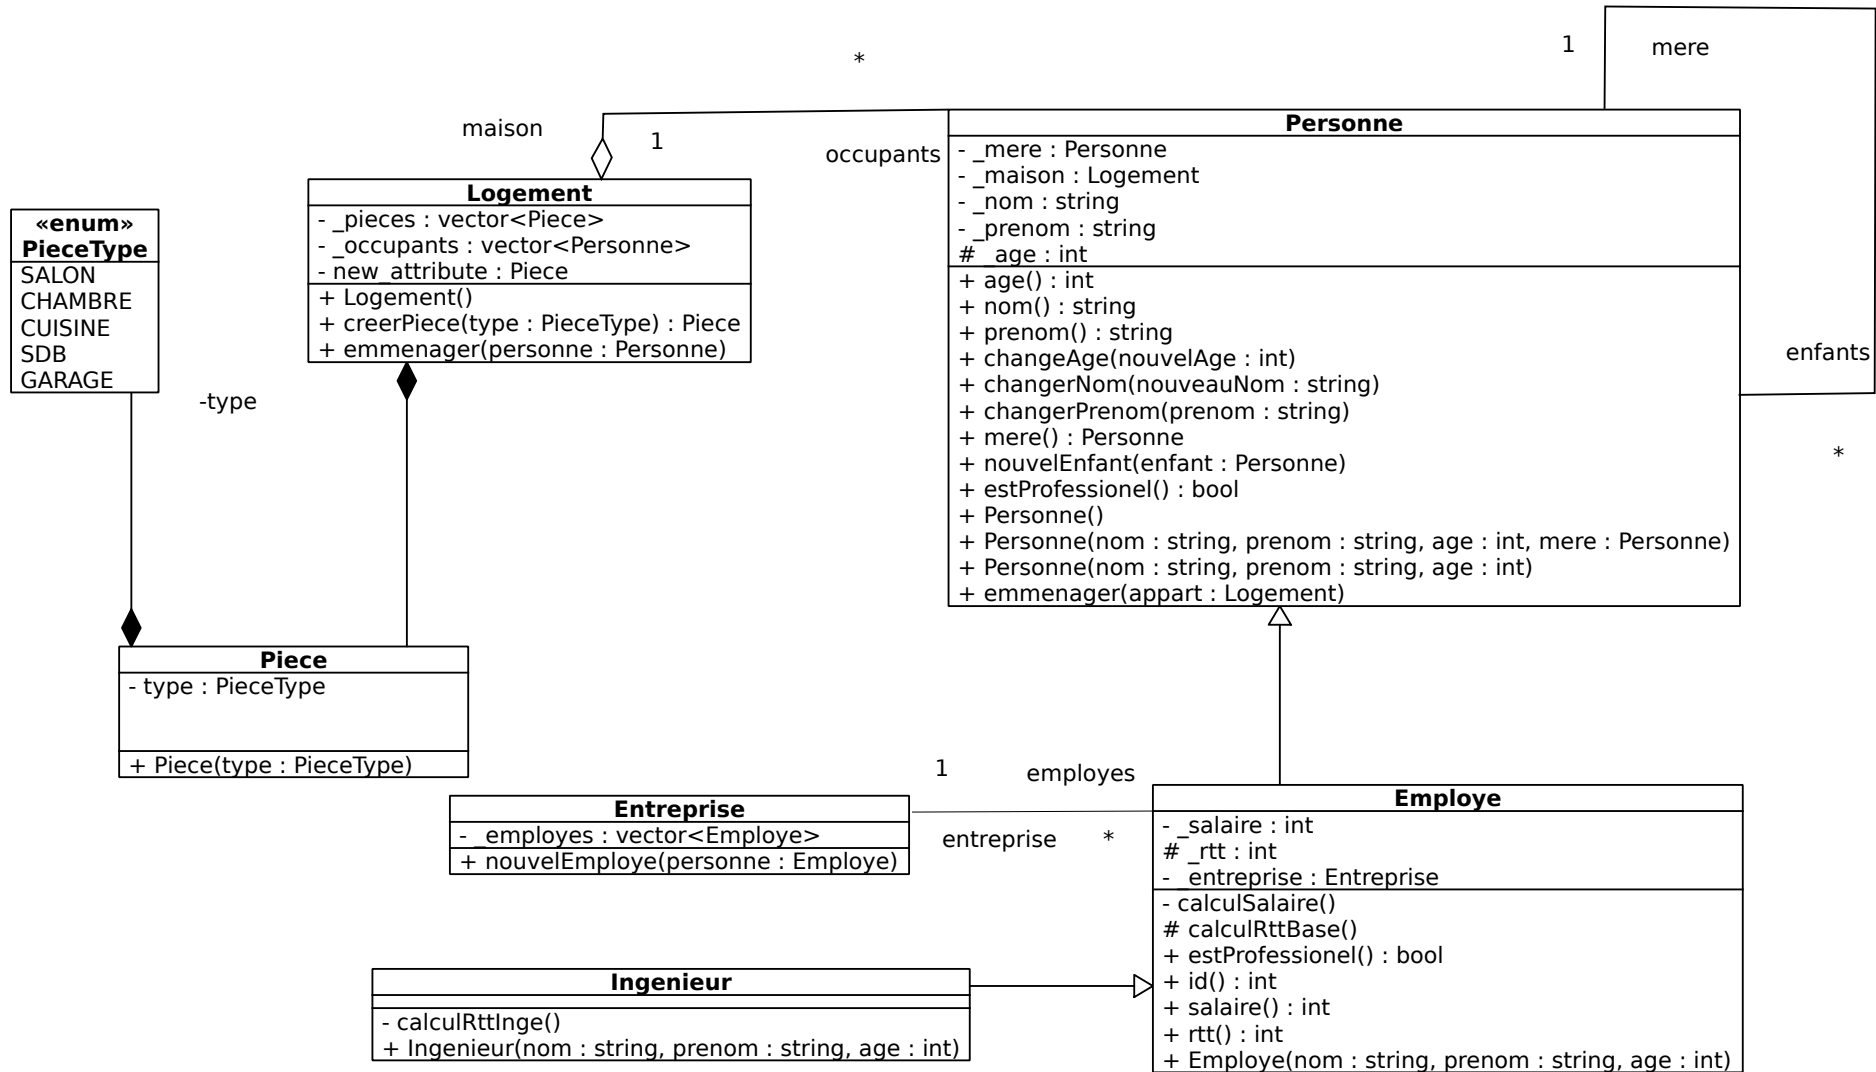 1
mere
*
maison
1
occupants
Personne
- _mere : Personne
- _maison : Logement
- _nom : string
- _prenom : string
# _age : int
+ age() : int
+ nom() : string
+ prenom() : string
+ changeAge(nouvelAge : int)
+ changerNom(nouveauNom : string)
+ changerPrenom(prenom : string)
+ mere() : Personne
+ nouvelEnfant(enfant : Personne)
+ estProfessionel() : bool
+ Personne()
+ Personne(nom : string, prenom : string, age : int, mere : Personne)
+ Personne(nom : string, prenom : string, age : int)
+ emmenager(appart : Logement)
enfants
*
Logement
- _pieces : vector<Piece>
- _occupants : vector<Personne>
- new_attribute : Piece
+ Logement()
+ creerPiece(type : PieceType) : Piece
+ emmenager(personne : Personne)
«enum»
PieceType
SALON
CHAMBRE
CUISINE
SDB
GARAGE
-type
Piece
- type : PieceType
+ Piece(type : PieceType)
1
employes
entreprise
*
Entreprise
- _employes : vector<Employe>
+ nouvelEmploye(personne : Employe)
Employe
- _salaire : int
# _rtt : int
- _entreprise : Entreprise
- calculSalaire()
# calculRttBase()
+ estProfessionel() : bool
+ id() : int
+ salaire() : int
+ rtt() : int
+ Employe(nom : string, prenom : string, age : int)
Ingenieur
- calculRttInge()
+ Ingenieur(nom : string, prenom : string, age : int)